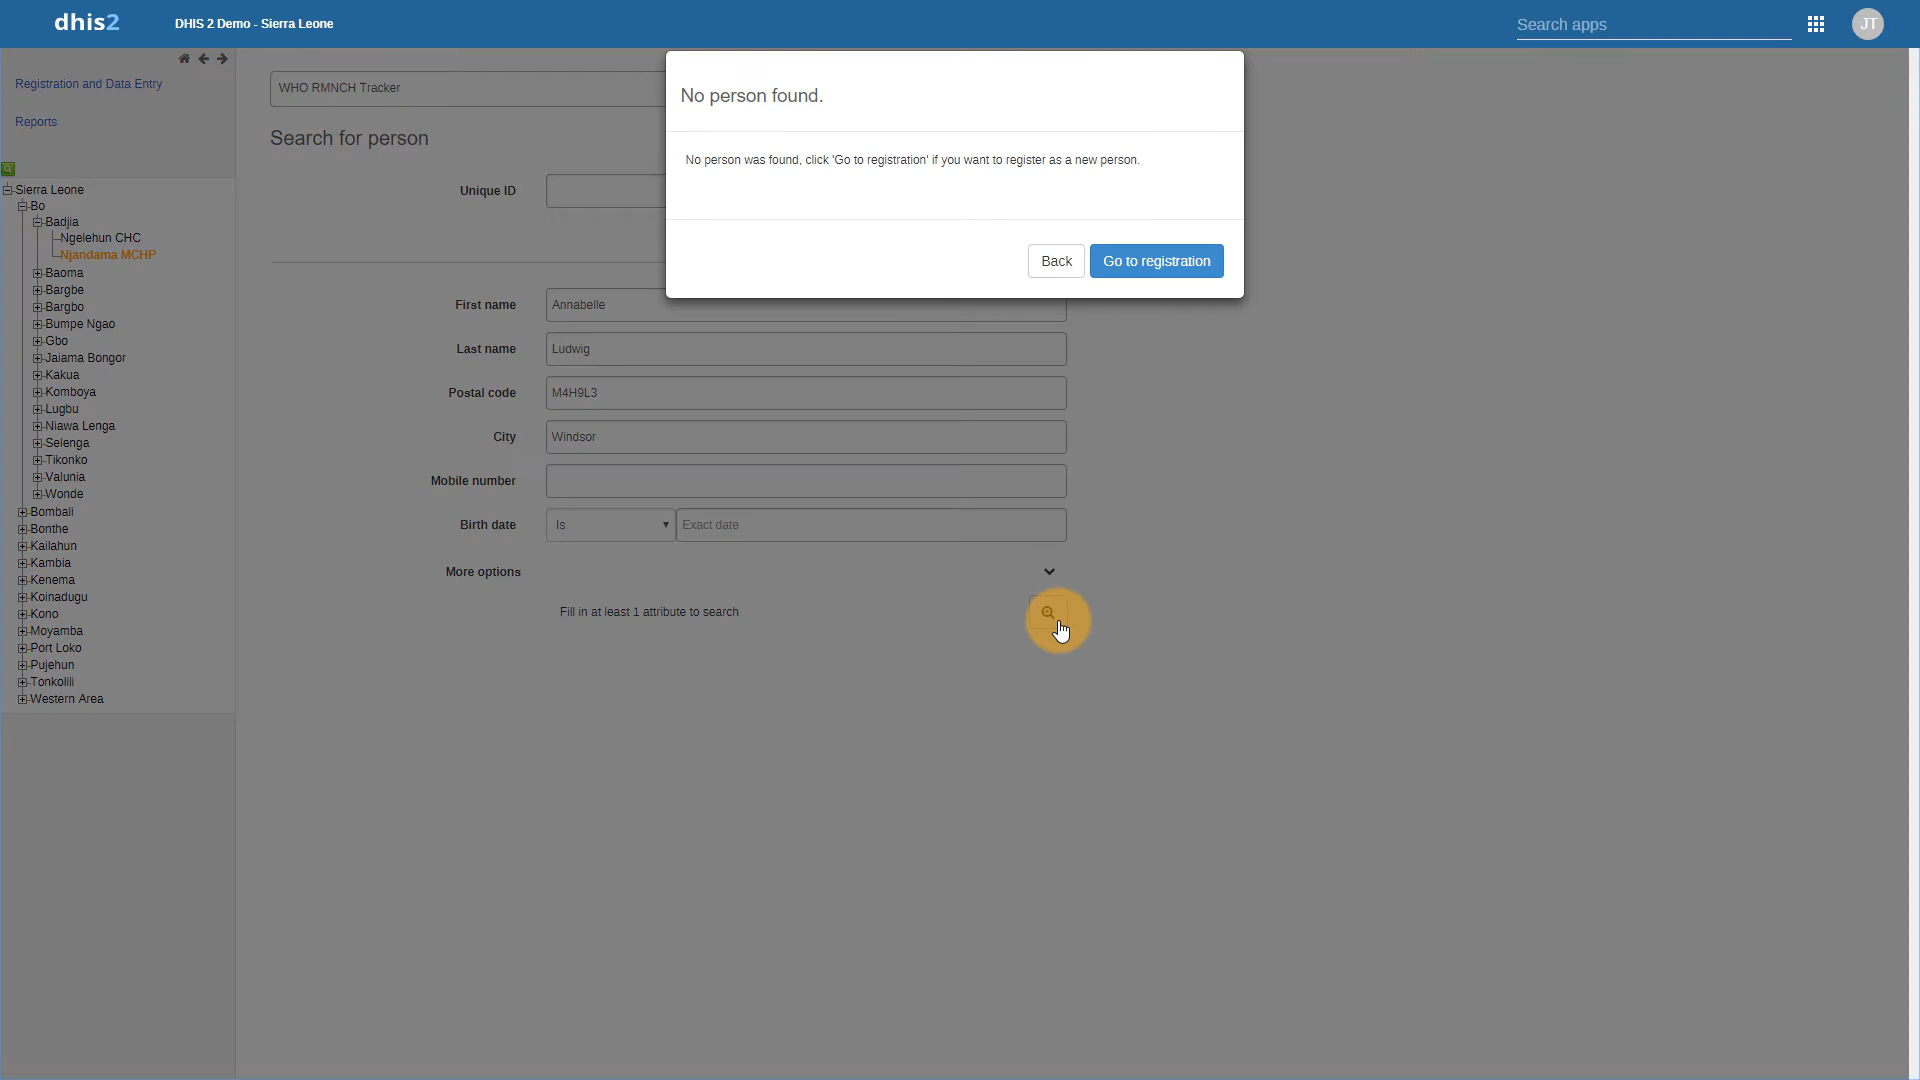 dhis2
DHIS 2 Demo - Sierra Leone
Search apps
JT
Registration and Data Entry
Reports
Sierra Leone
Bo
Badjia
Ngelehun CHC
Njandama MCHP
Baoma
Bargbe
Bargbo
Bumpe Ngao
Gbo
Jaiama Bongor
Kakua
Komboya
Lugbu
Niawa Lenga
Selenga
Tikonko
Valunia
Wonde
Bombali
Bonthe
Kailahun
Kambia
Kenema
Koinadugu
Kono
Moyamba
Port Loko
Pujehun
Tonkolili
Western Area
WHO RMNCH Tracker
Search for person
Unique ID
No person found.
No person was found, click 'Go to registration' if you want to register as a new person.
Back
Go to registration
First name
Annabelle
Last name
Ludwig
Postal code
M4H9L3
City
Windsor
Mobile number
Birth date
Is
Exact date
More options
Fill in at least 1 attribute to search